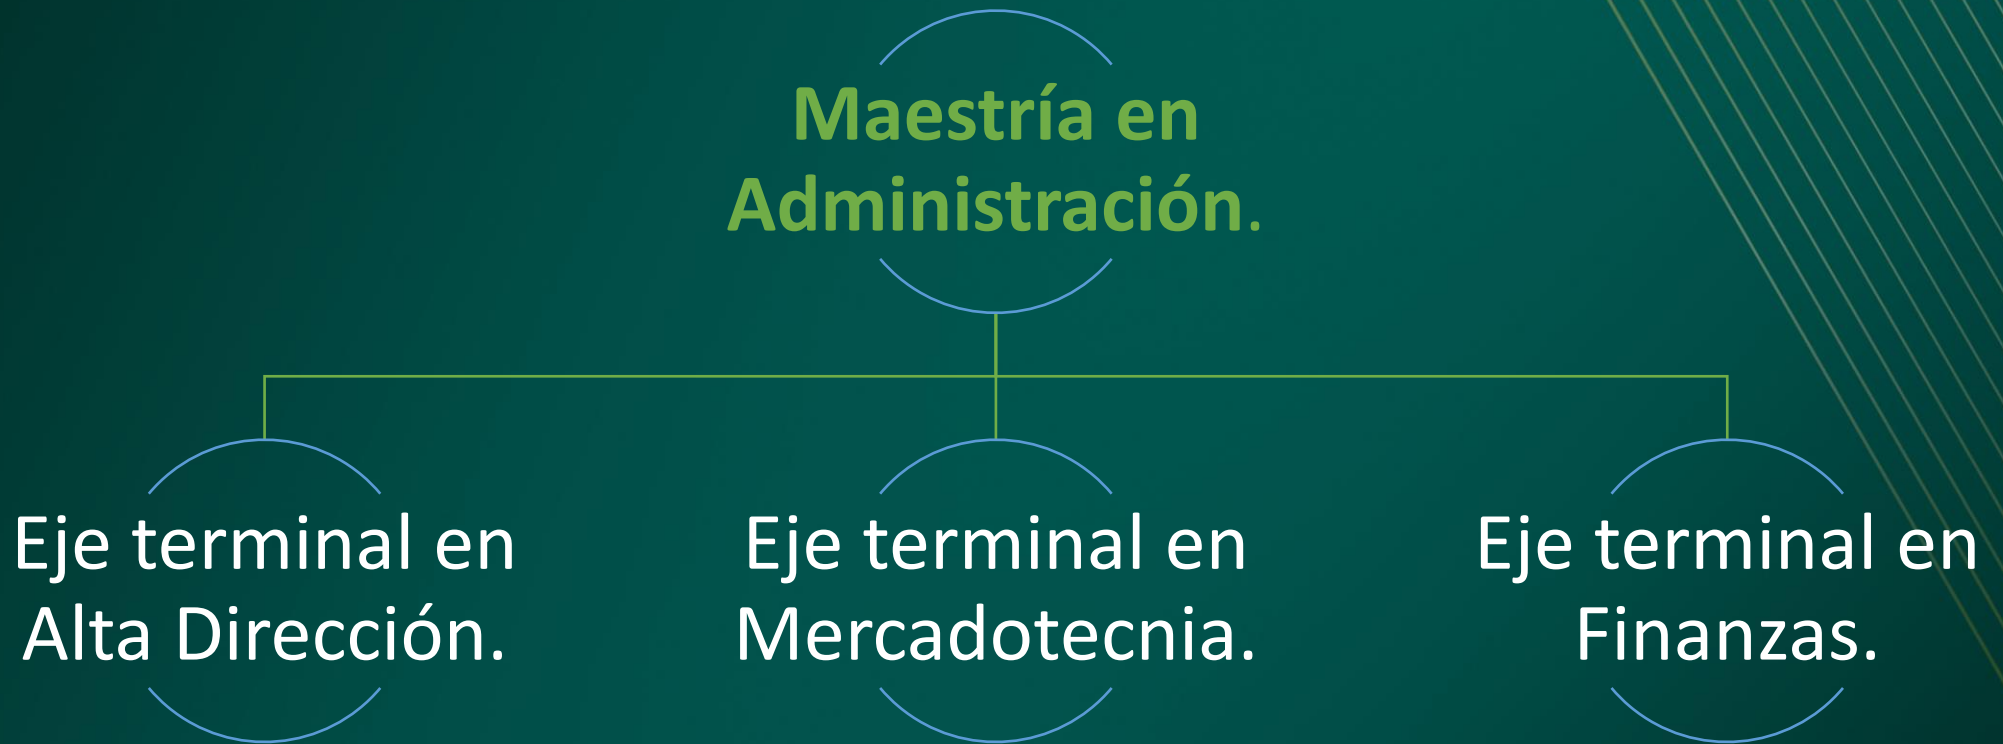 Maestría en
Administración.
Eje terminal en
Alta Dirección.
Eje terminal en
Mercadotecnia.
Eje terminal en
Finanzas.